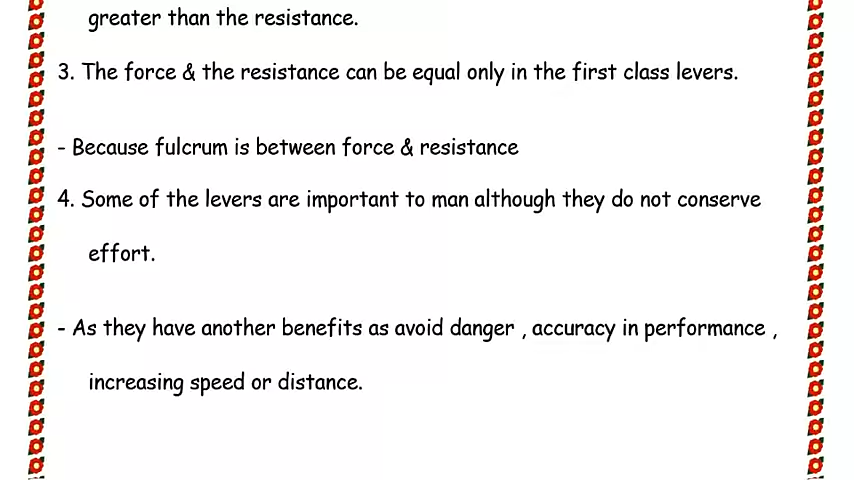 greater than the resistance.
3. The force & the resistance can be equal only in the first class levers.
- Because fulcrum is between force & resistance
4. Some of the levers are important to man although they do not conserve
effort.
- As they have another benefits as avoid danger , accuracy in performance ,
increasing speed or distance.